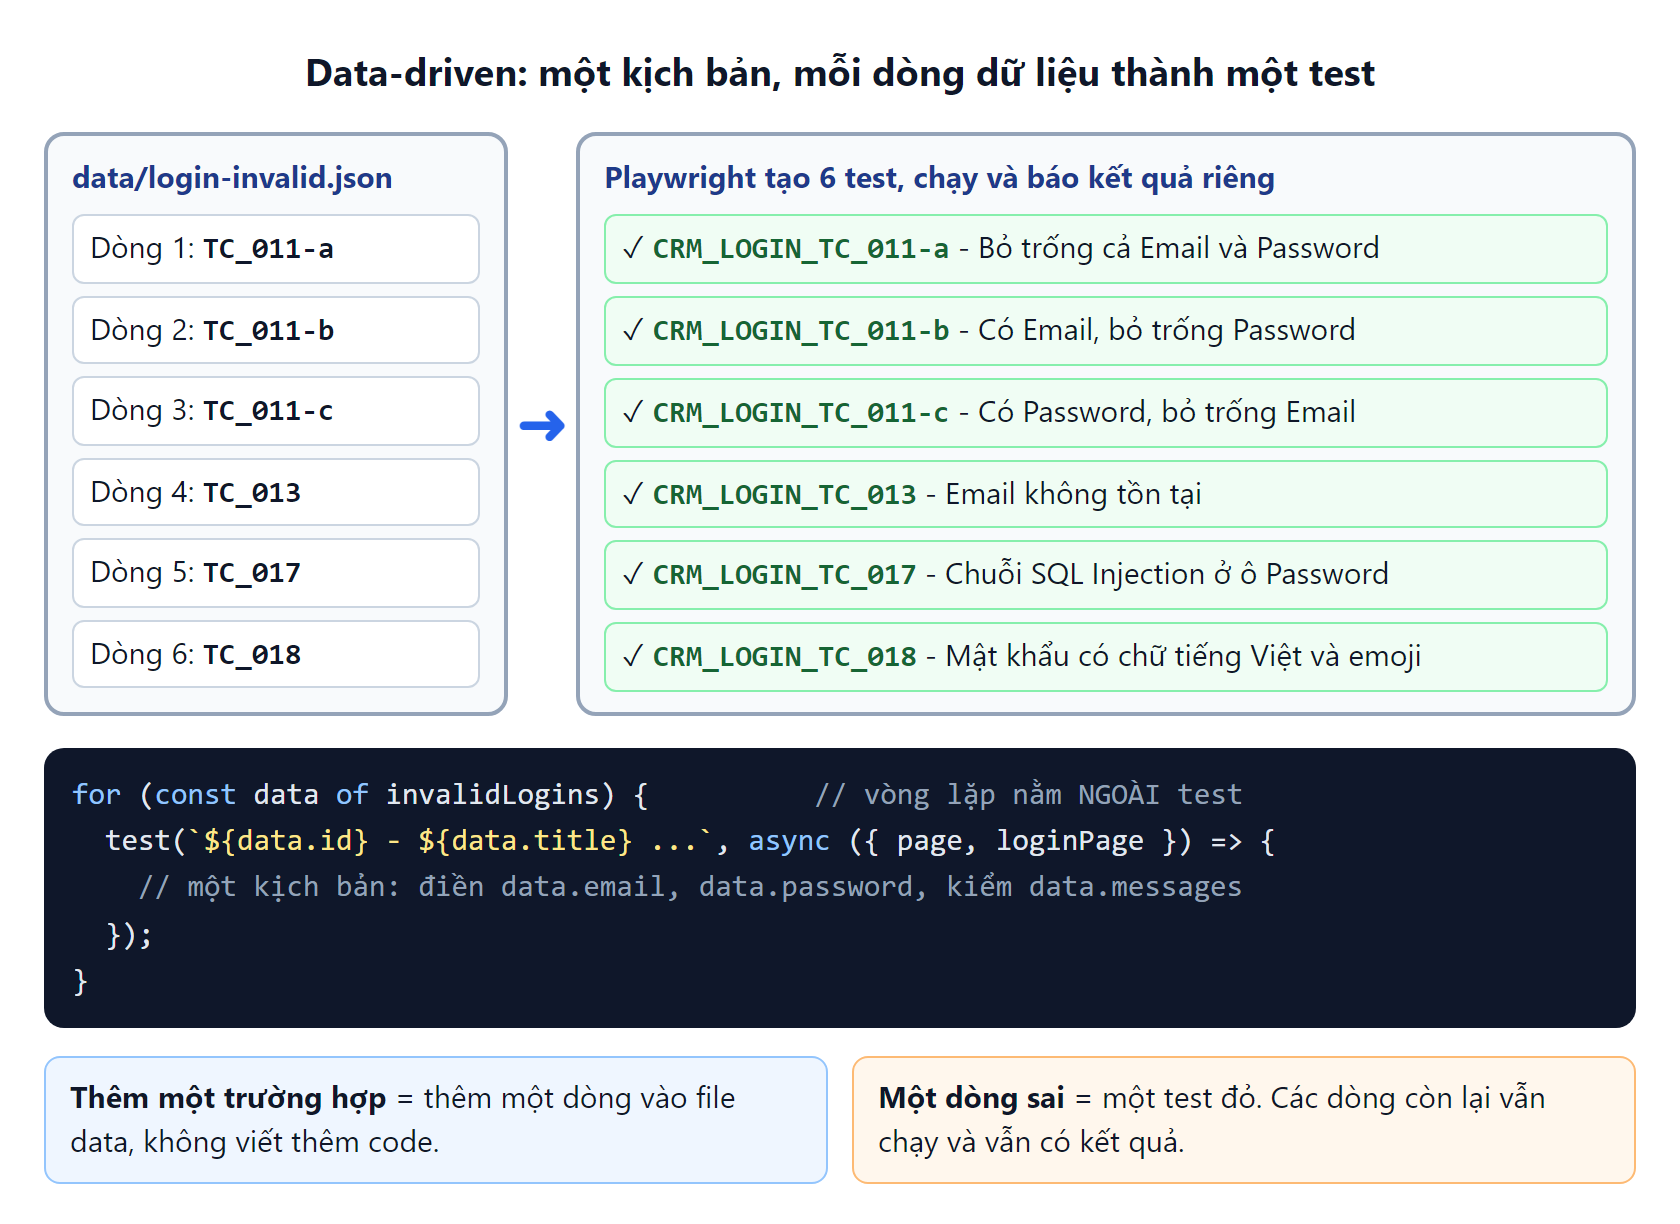 Data-driven: một kịch bản, mỗi dòng dữ liệu thành một test
data/login-invalid.json
Dòng 1: TC_011-a
Dòng 2: TC_011-b
Dòng 3: TC_011-c
Dòng 4: TC_013
Dòng 5: TC_017
Dòng 6: TC_018
➜
Playwright tạo 6 test, chạy và báo kết quả riêng
✓ CRM_LOGIN_TC_011-a - Bỏ trống cả Email và Password
✓ CRM_LOGIN_TC_011-b - Có Email, bỏ trống Password
✓ CRM_LOGIN_TC_011-c - Có Password, bỏ trống Email
✓ CRM_LOGIN_TC_013 - Email không tồn tại
✓ CRM_LOGIN_TC_017 - Chuỗi SQL Injection ở ô Password
✓ CRM_LOGIN_TC_018 - Mật khẩu có chữ tiếng Việt và emoji
for (const data of invalidLogins) {          // vòng lặp nằm NGOÀI test
  test(`${data.id} - ${data.title} ...`, async ({ page, loginPage }) => {
    // một kịch bản: điền data.email, data.password, kiểm data.messages
  });
}
Thêm một trường hợp = thêm một dòng vào file
data, không viết thêm code.
Một dòng sai = một test đỏ. Các dòng còn lại vẫn
chạy và vẫn có kết quả.